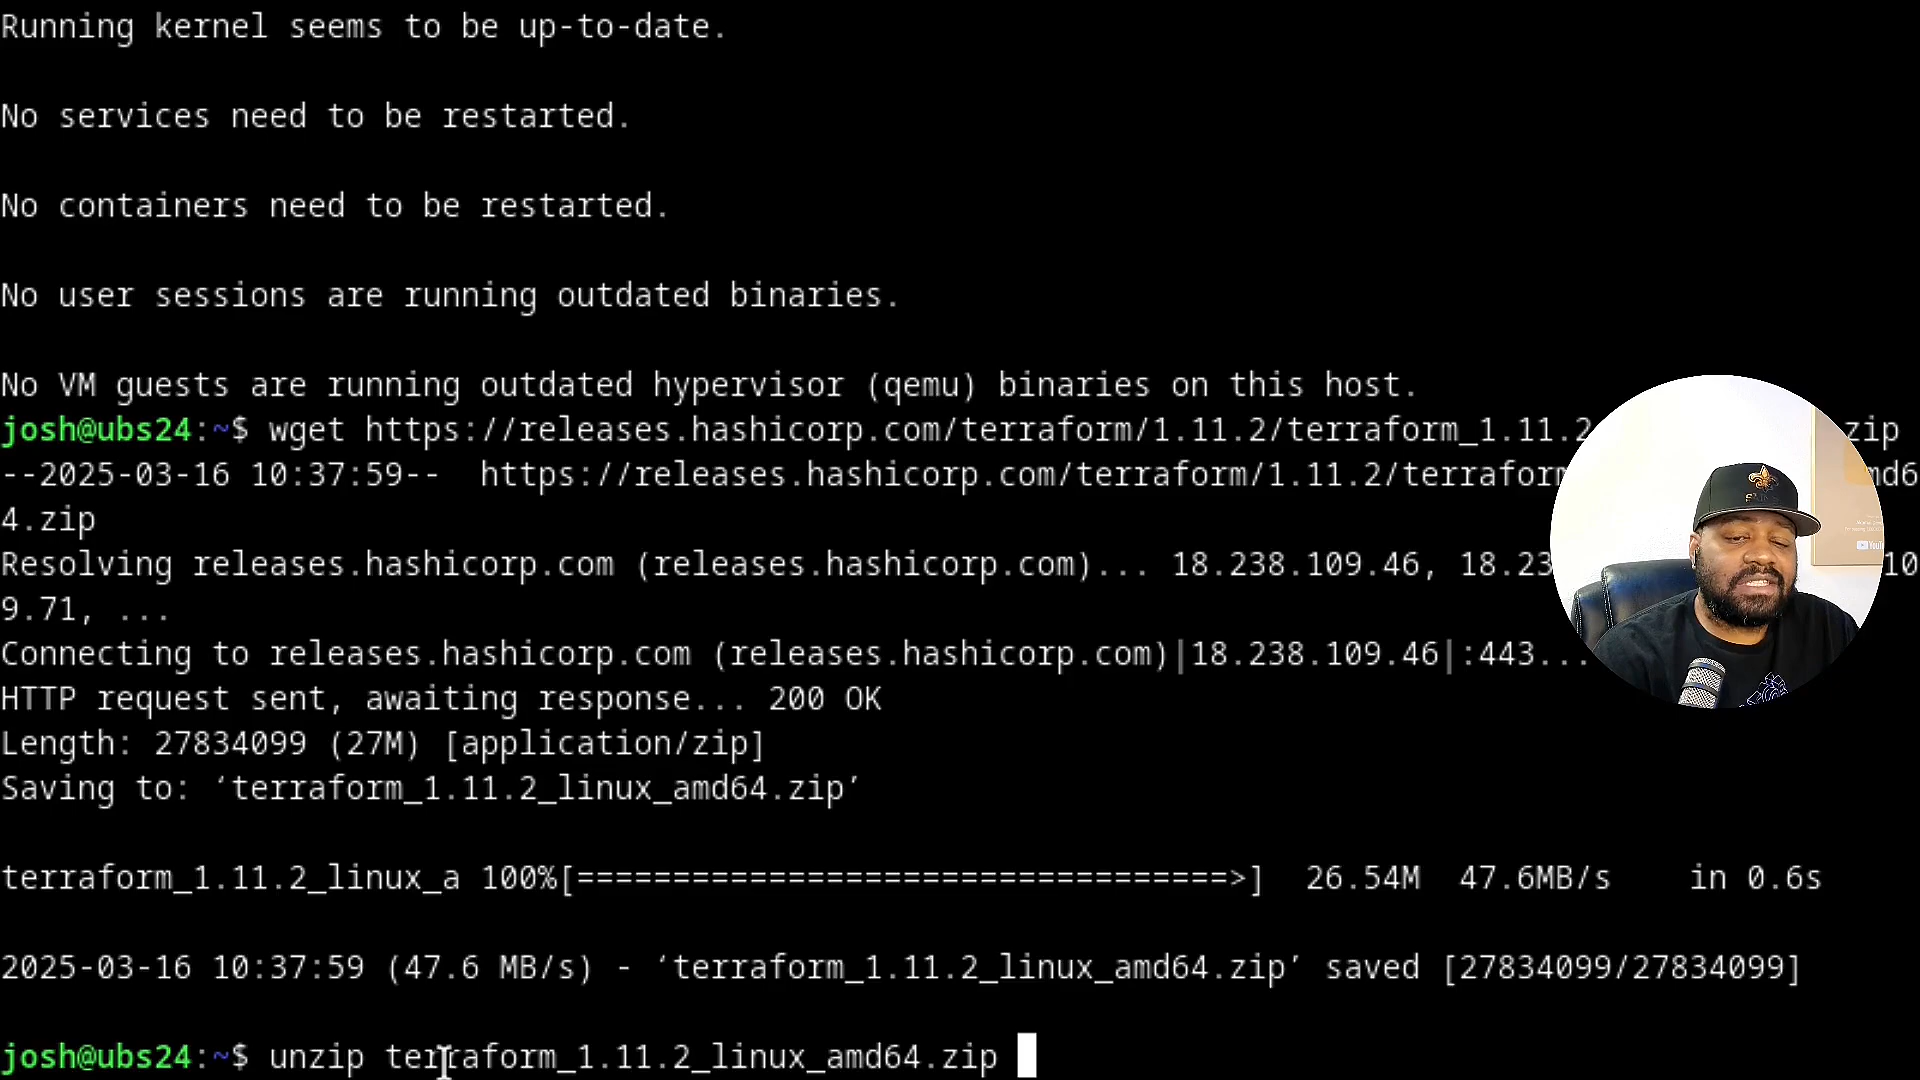 Running kernel seems to be up-to-date.
No services need to be restarted.
No containers need to be restarted.
No user sessions are running outdated binaries.
No VM guests are running outdated hypervisor (qemu) binaries on this host.
josh@ubs24:~$ wget https://releases.hashicorp.com/terraform/1.11.2/terraform_1.11.2 zip
--2025-03-16 10:37:59-- https://releases.hashicorp.com/terraform/1.11.2/terraform md6
4.zip
Resolving releases.hashicorp.com (releases.hashicorp.com)... 18.238.109.46, 18.23 10
9.71, ...
Connecting to releases.hashicorp.com (releases.hashicorp.com)|18.238.109.46|:443...
HTTP request sent, awaiting response... 200 OK
Length: 27834099 (27M) [application/zip]
Saving to: ‘terraform_1.11.2_linux_amd64.zip’
terraform_1.11.2_linux_a 100%[==================================>] 26.54M 47.6MB/s in 0.6s
2025-03-16 10:37:59 (47.6 MB/s) - ‘terraform_1.11.2_linux_amd64.zip’ saved [27834099/27834099]
josh@ubs24:~$ unzip terraform_1.11.2_linux_amd64.zip